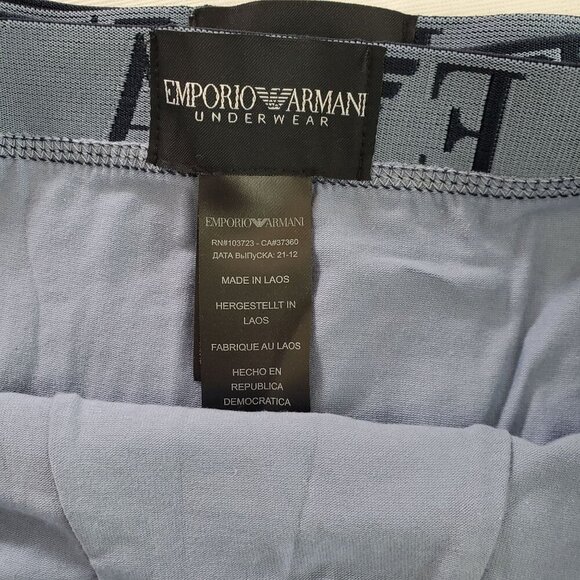 EMPORIO ARMANI
UNDERWEAR
EMPORIO ARMANI
RN#103723 - CA#37360
ДАТА ВЫПуСКА: 21-12
MADE IN LAOS
HERGESTELLT IN
LAOS
FABRIQUE AU LAOS
HECHO EN
REPUBLICA
DEMOCRATICA